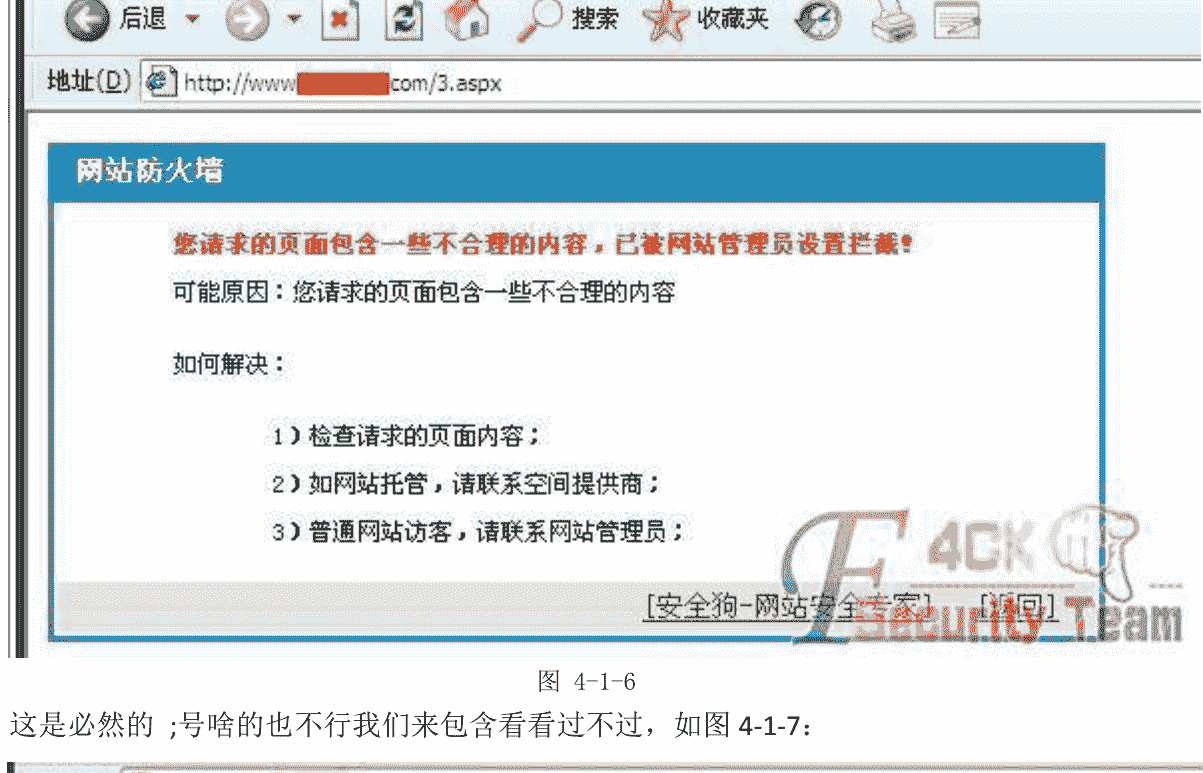 后退 搜索 收藏夹
地址(D) http://www com/3.aspx
网站防火墙
您请求的页面包含一些不合理的内容,已被网站管理员设置拦截!
可能原因:您请求的页面包含一些不合理的内容
如何解决:
1)检查请求的页面内容;
2)如网站托管,请联系空间提供商;
3)普通网站访客,请联系网站管理员;
F4CK
[安全狗-网站安全专家] [返回]
Security Team
图 4-1-6
这是必然的 ;号啥的也不行我们来包含看看过不过,如图 4-1-7: